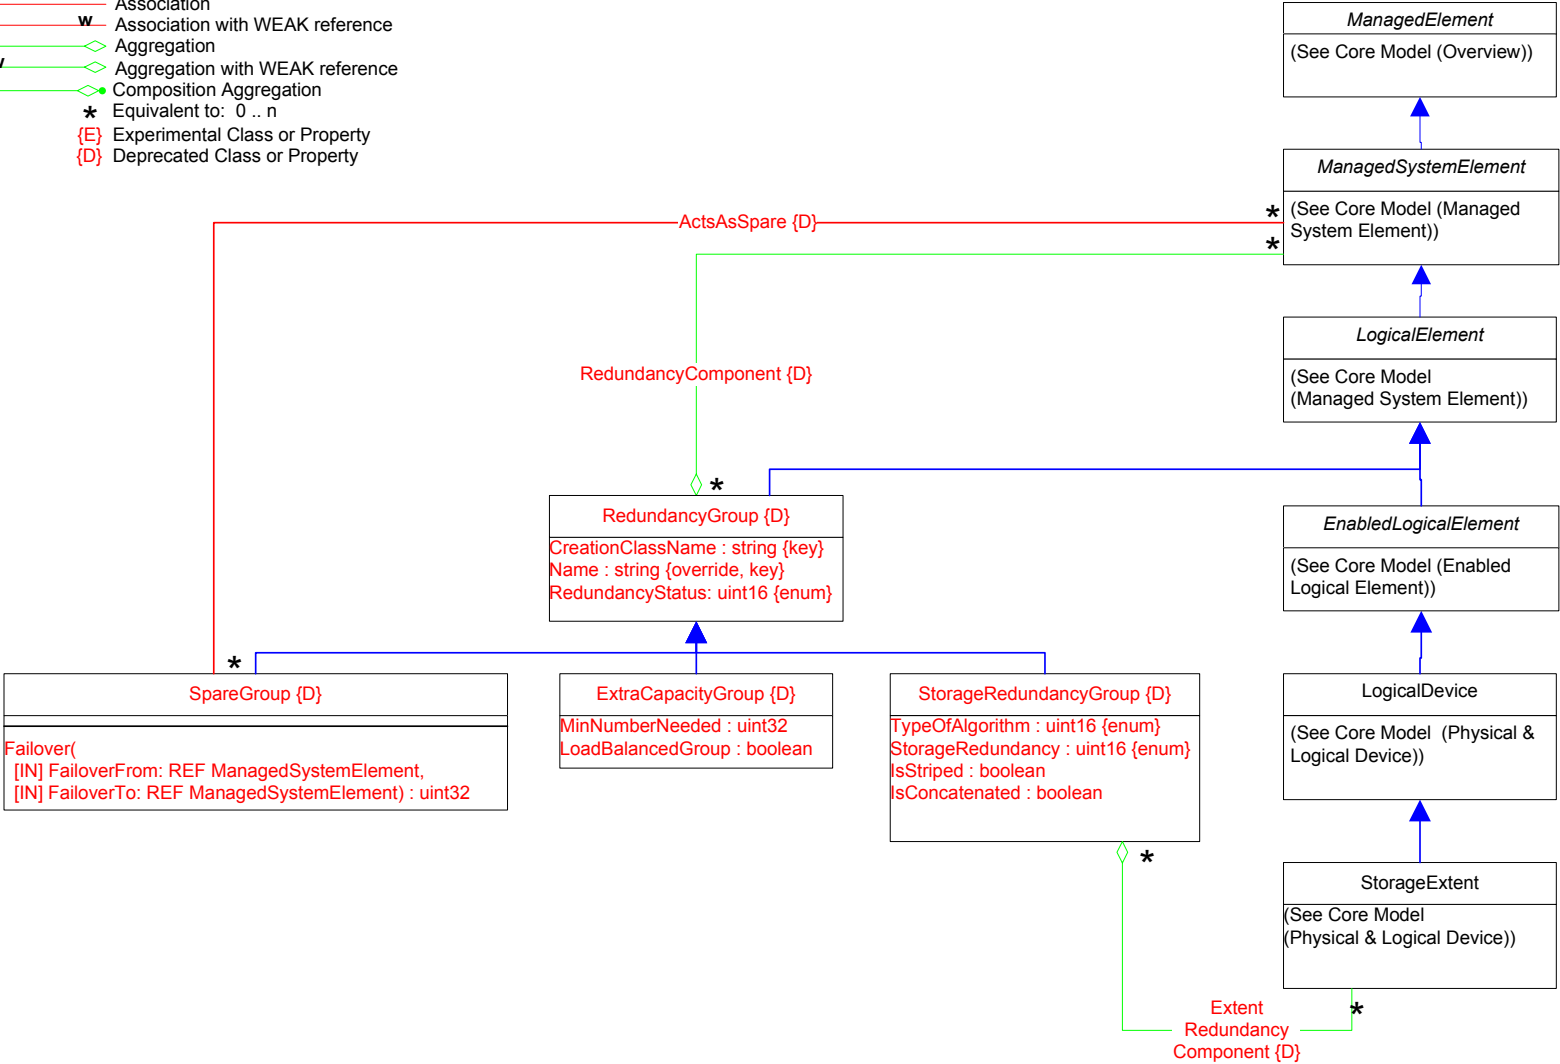 Association
w Association with WEAK reference
Aggregation
Aggregation with WEAK reference
Composition Aggregation
* Equivalent to: 0 .. n
{E} Experimental Class or Property
{D} Deprecated Class or Property
ManagedElement
(See Core Model (Overview))
ManagedSystemElement
(See Core Model (Managed
System Element))
*
*
ActsAsSpare {D}
LogicalElement
(See Core Model
(Managed System Element))
RedundancyComponent {D}
*
RedundancyGroup {D}
CreationClassName : string {key}
Name : string {override, key}
RedundancyStatus: uint16 {enum}
EnabledLogicalElement
(See Core Model (Enabled
Logical Element))
*
SpareGroup {D}
Failover(
[IN] FailoverFrom: REF ManagedSystemElement,
[IN] FailoverTo: REF ManagedSystemElement) : uint32
ExtraCapacityGroup {D}
MinNumberNeeded : uint32
LoadBalancedGroup : boolean
StorageRedundancyGroup {D}
TypeOfAlgorithm : uint16 {enum}
StorageRedundancy : uint16 {enum}
IsStriped : boolean
IsConcatenated : boolean
*
LogicalDevice
(See Core Model (Physical &
Logical Device))
StorageExtent
(See Core Model
(Physical & Logical Device))
*
Extent
Redundancy
Component {D}